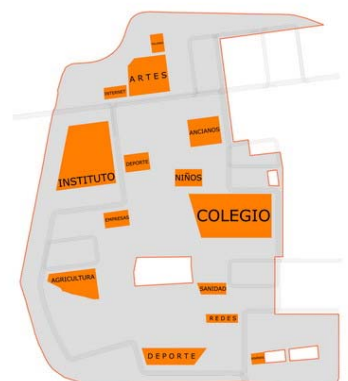 ARTES
INTERNET
ANCIANOS
DEPORTE
INSTITUTO
NIÑOS
COLEGIO
EMPRESAS
AGRICULTURA
SANIDAD
REDES
DEPORTE